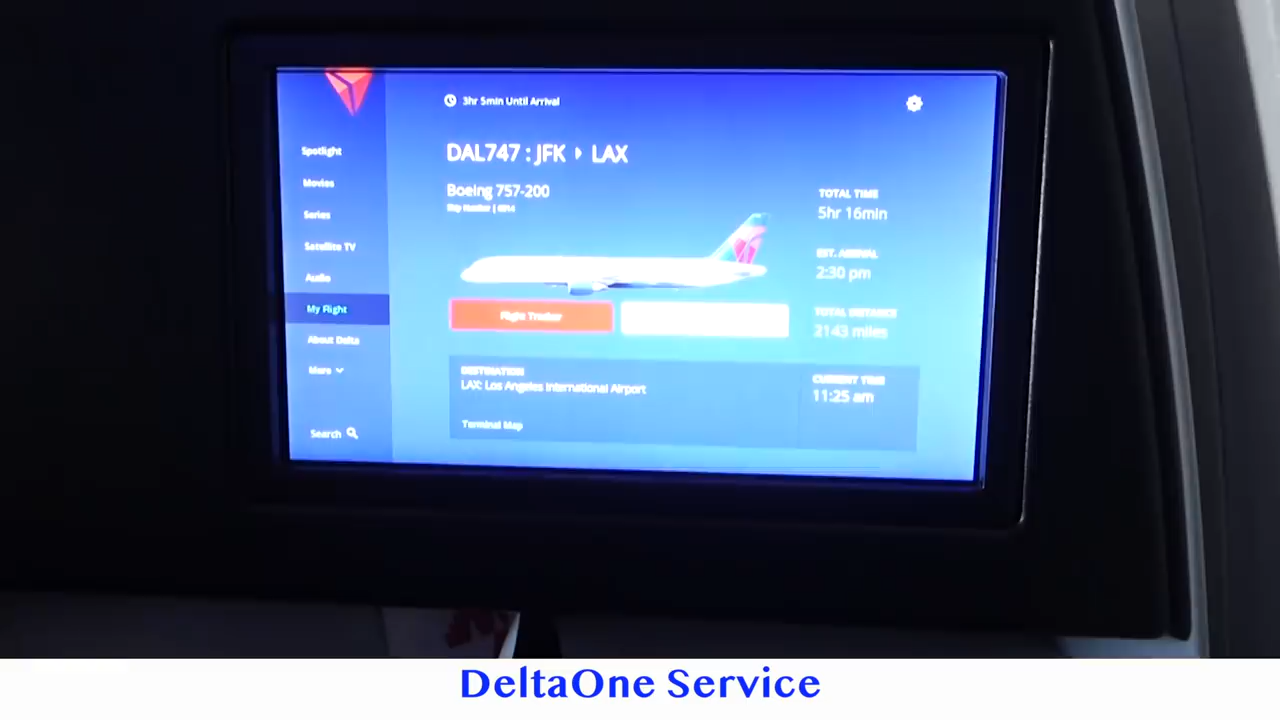 3hr 5min Until Arrival
DAL747 : JFK LAX
Boeing 757-200
Spotlight
Movies
Series
Satellite TV
Audio
My Flight
About Delta
More
Search
TOTAL TIME
5hr 16min
EST. ARRIVAL
2:30 pm
TOTAL DISTANCE
2143 miles
Flight Tracker
DESTINATION
LAX: Los Angeles International Airport
Terminal Map
CURRENT TIME
11:25 am
DeltaOne Service